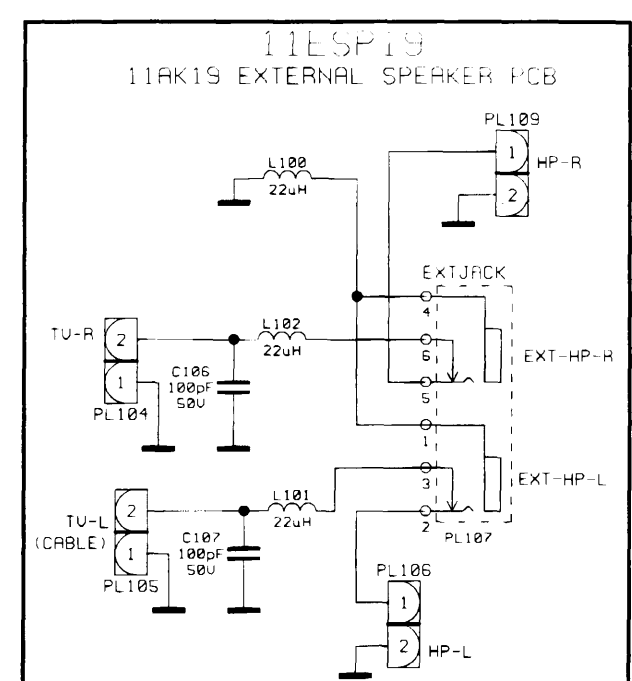 11ESP19
11AK19 EXTERNAL SPEAKER PCB
PL109
1
HP-R
2
L100
22uH
EXTJACK
4
TV-R
2
L102
22uH
6
EXT-HP-R
C106
100pF
50V
1
5
PL104
1
3
EXT-HP-L
TV-L
(CABLE)
2
L101
22uH
2
C107
100pF
50V
1
PL107
PL105
PL106
1
2
HP-L